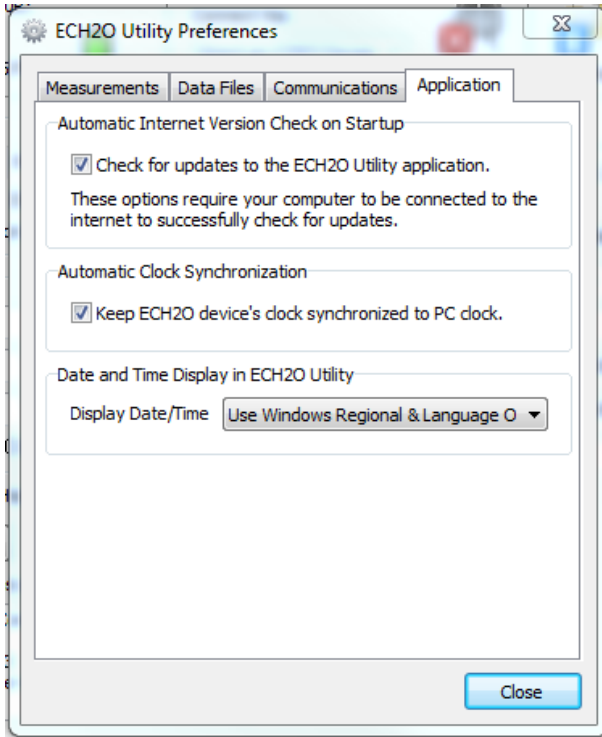 ECH2O Utility Preferences
Measurements Data Files Communications Application
Automatic Internet Version Check on Startup
Check for updates to the ECH2O Utility application.
These options require your computer to be connected to the
internet to successfully check for updates.
Automatic Clock Synchronization
Keep ECH2O device's clock synchronized to PC clock.
Date and Time Display in ECH2O Utility
Display Date/Time Use Windows Regional & Language O
Close